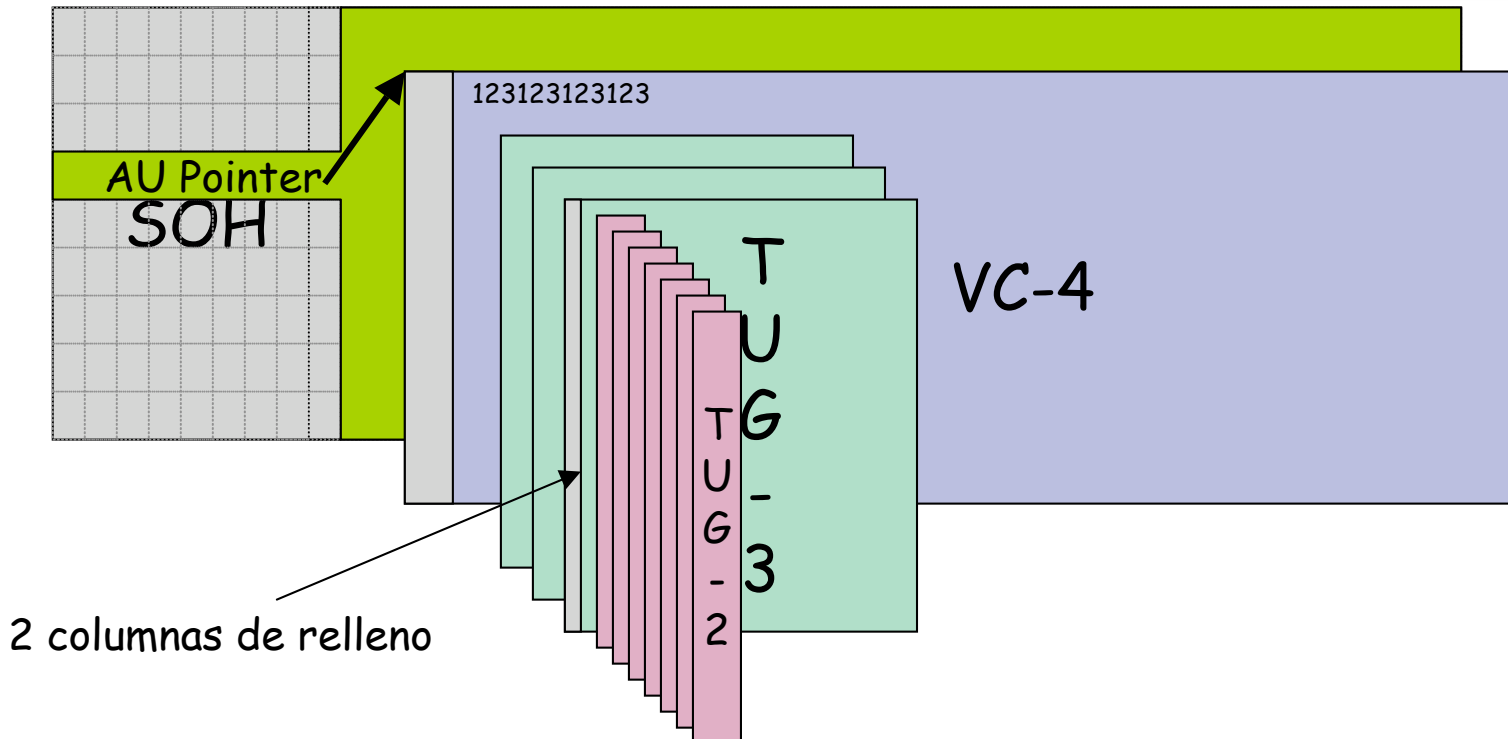 123123123123
AU Pointer
SOH
VC-4
T
U
G
-
3
T
U
G
-
2
2 columnas de relleno